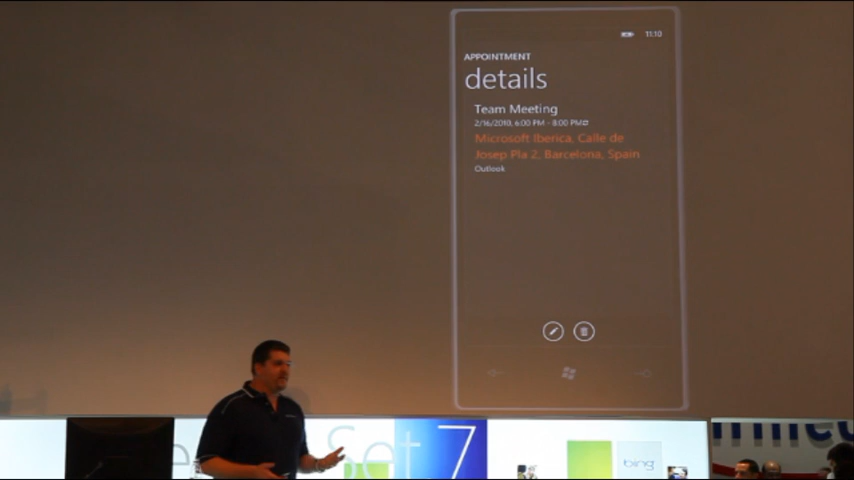 11:10
APPOINTMENT
details
Team Meeting
2/16/2010, 6:00 PM - 8:00 PM
Microsoft Iberica, Calle de
Josep Pla 2, Barcelona, Spain
Outlook
Set 7
bing